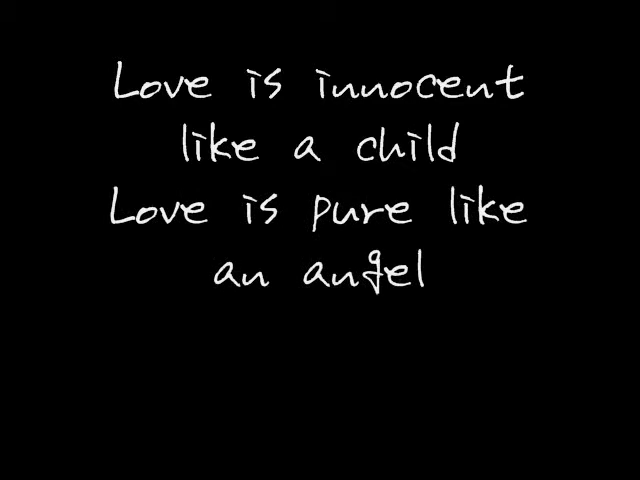 Love is innocent
like a child
Love is pure like
an angel